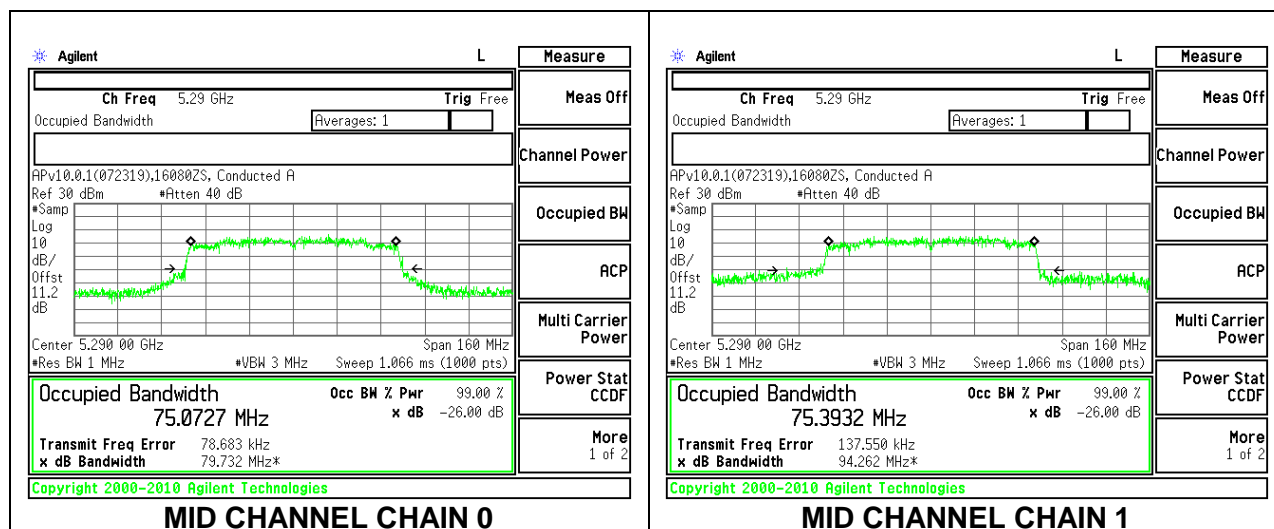 Agilent L Measure
Ch Freq 5.29 GHz Trig Free Meas Off
Occupied Bandwidth Averages: 1
Channel Power
APv10.0.1(072319),16080ZS, Conducted A
Ref 30 dBm #Atten 40 dB
#Samp Occupied BW
Log
10
dB/ ACP
Offst
11.2
dB Multi Carrier Power
Center 5.290 00 GHz Span 160 MHz
#Res BW 1 MHz #VBW 3 MHz Sweep 1.066 ms (1000 pts)
Power Stat CCDF
Occupied Bandwidth Occ BW % Pwr 99.00 %
75.0727 MHz x dB -26.00 dB
Transmit Freq Error 78.683 kHz More
x dB Bandwidth 79.732 MHz* 1 of 2
Copyright 2000-2010 Agilent Technologies
MID CHANNEL CHAIN 0
Agilent L Measure
Ch Freq 5.29 GHz Trig Free Meas Off
Occupied Bandwidth Averages: 1
Channel Power
APv10.0.1(072319),16080ZS, Conducted A
Ref 30 dBm #Atten 40 dB
#Samp Occupied BW
Log
10
dB/ ACP
Offst
11.2
dB Multi Carrier Power
Center 5.290 00 GHz Span 160 MHz
#Res BW 1 MHz #VBW 3 MHz Sweep 1.066 ms (1000 pts)
Power Stat CCDF
Occupied Bandwidth Occ BW % Pwr 99.00 %
75.3932 MHz x dB -26.00 dB
Transmit Freq Error 137.550 kHz More
x dB Bandwidth 94.262 MHz* 1 of 2
Copyright 2000-2010 Agilent Technologies
MID CHANNEL CHAIN 1